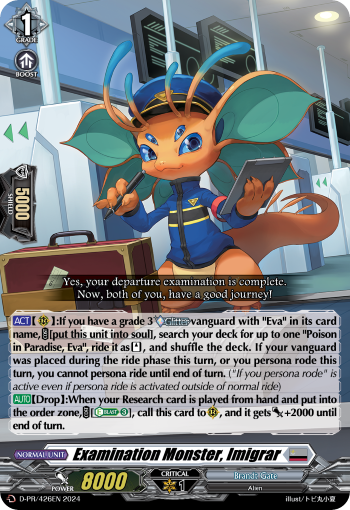 1
GRADE
BOOST
5000
SHIELD
Yes, your departure examination is complete.
Now, both of you, have a good journey!
ACT[ ]:If you have a grade 3 vanguard with "Eva" in its card
name, [put this unit into soul], search your deck for up to one "Poison
in Paradise, Eva", ride it as [ ], and shuffle the deck. If your vanguard
was placed during the ride phase this turn, or you persona rode this
turn, you cannot persona ride until end of turn. ("If you persona rode" is
active even if persona ride is activated outside of normal ride)
AUTO[Drop]:When your Research card is played from hand and put into
the order zone, [ BLAST 3], call this card to , and it gets +2000 until
end of turn.
NORMAL UNIT
Examination Monster, Imigrar
POWER 8000
CRITICAL
1
Brandt Gate
Alien
D-PR/426EN 2024
illust/トビ丸小夏